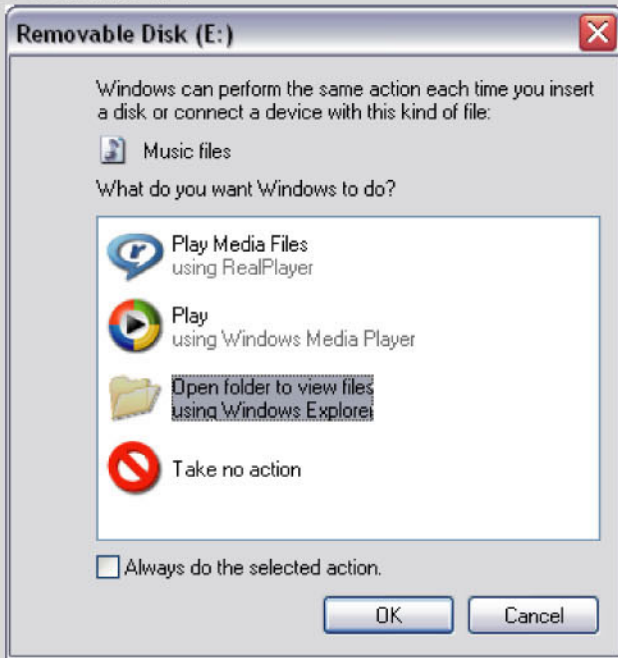 Removable Disk (E:)
Windows can perform the same action each time you insert
a disk or connect a device with this kind of file:
Music files
What do you want Windows to do?
Play Media Files
using RealPlayer
Play
using Windows Media Player
Open folder to view files
using Windows Explorer
Take no action
Always do the selected action.
OK
Cancel